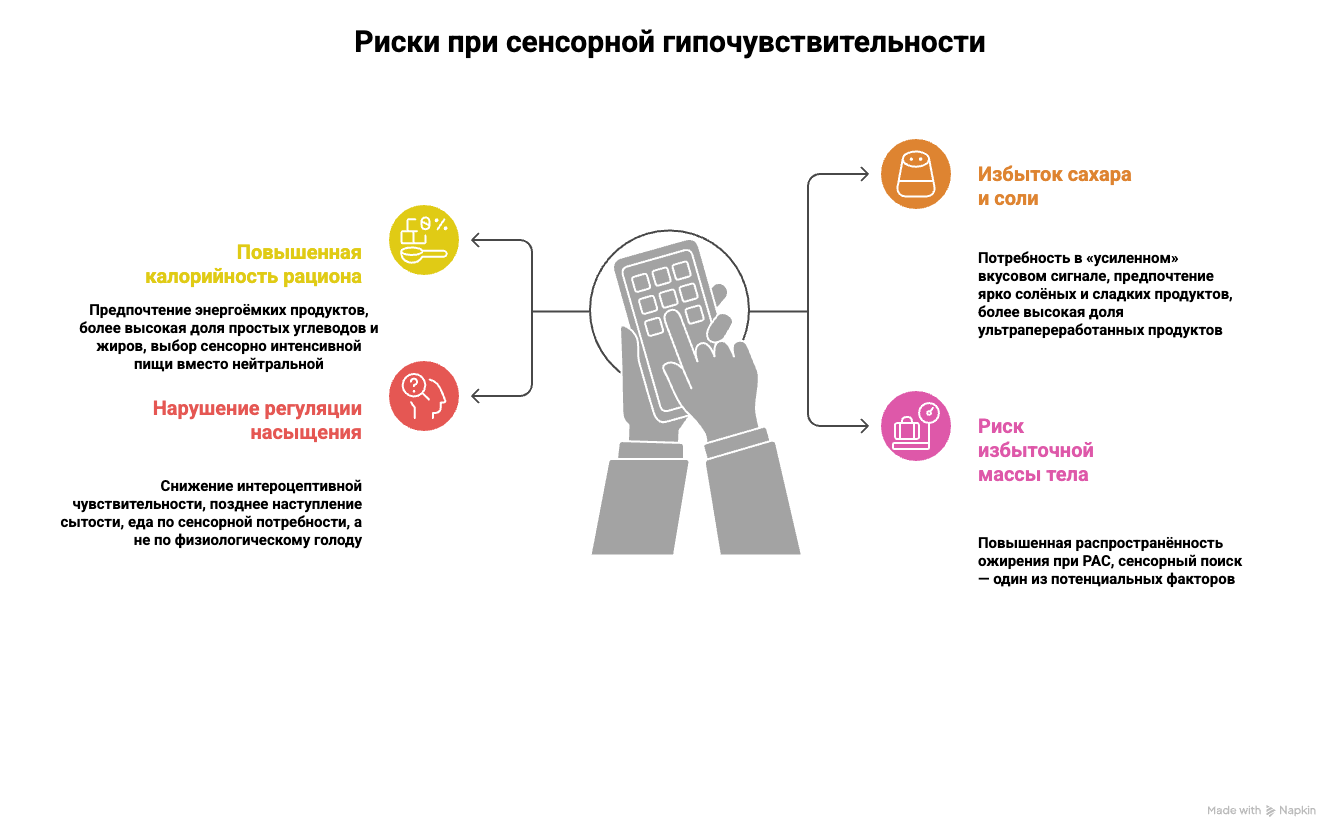 Риски при сенсорной гипочувствительности
Повышенная
калорийность рациона
Предпочтение энергоёмких продуктов,
более высокая доля простых углеводов и
жиров, выбор сенсорно интенсивной
пищи вместо нейтральной
Нарушение регуляции
насыщения
Снижение интероцептивной
чувствительности, позднее наступление
сытости, еда по сенсорной потребности, а
не по физиологическому голоду
0%
?
Избыток сахара
и соли
Потребность в «усиленном»
вкусовом сигнале, предпочтение
ярко солёных и сладких продуктов,
более высокая доля
ультрапереработанных продуктов
Риск
избыточной
массы тела
Повышенная распространённость
ожирения при РАС, сенсорный поиск
— один из потенциальных факторов
Made with Napkin